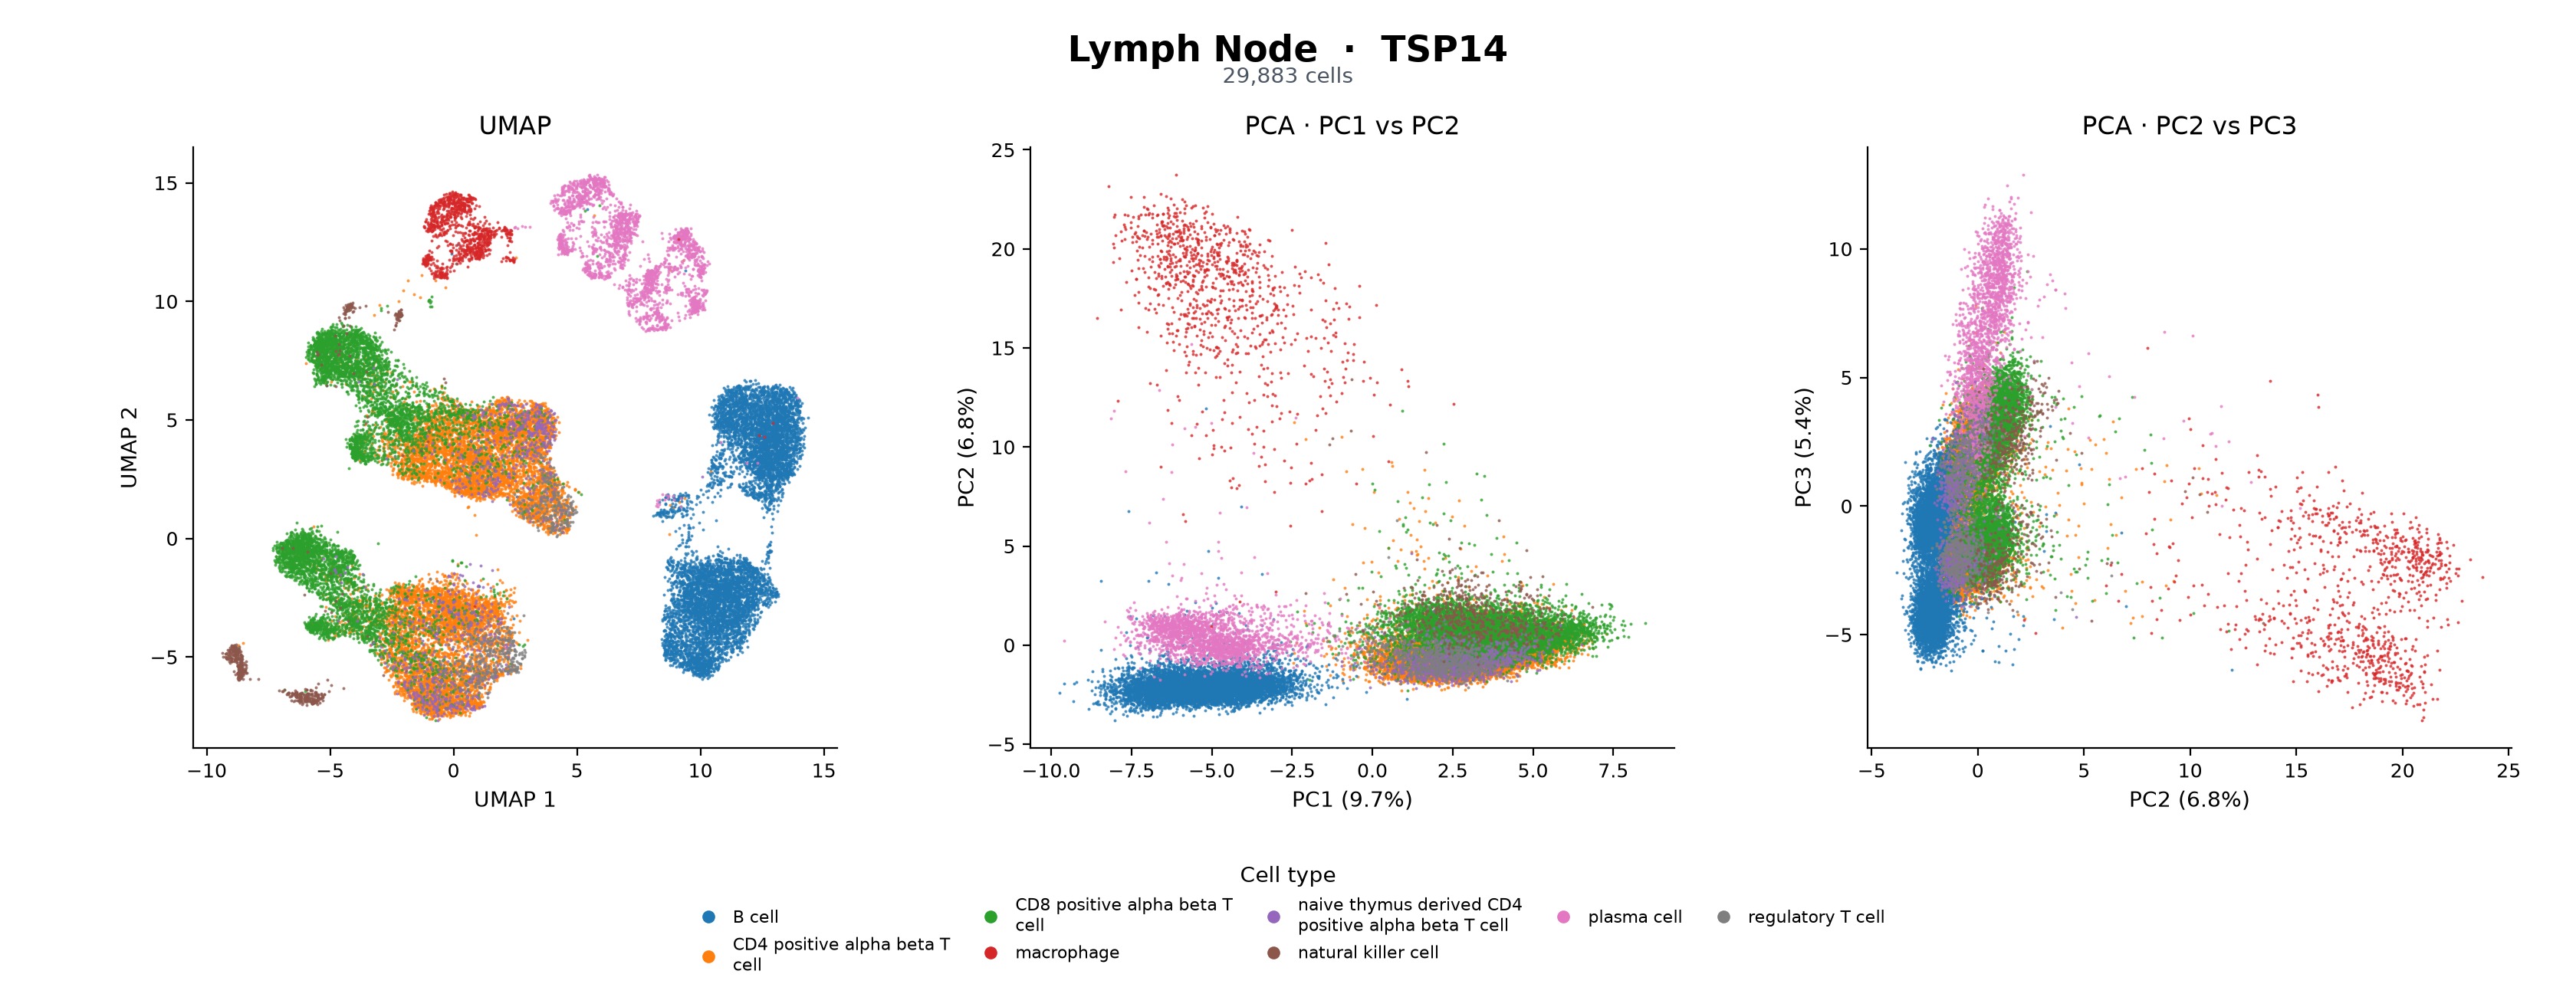 Lymph Node · TSP14
29,883 cells
UMAP
15
10
5
0
−5
UMAP 2
−10
−5
0
5
10
15
UMAP 1
PCA · PC1 vs PC2
25
20
15
10
5
0
−5
PC2 (6.8%)
−10.0
−7.5
−5.0
−2.5
0.0
2.5
5.0
7.5
PC1 (9.7%)
PCA · PC2 vs PC3
10
5
0
−5
PC3 (5.4%)
−5
0
5
10
15
20
25
PC2 (6.8%)
Cell type
B cell
CD4 positive alpha beta T
cell
CD8 positive alpha beta T
cell
macrophage
naive thymus derived CD4
positive alpha beta T cell
natural killer cell
plasma cell
regulatory T cell